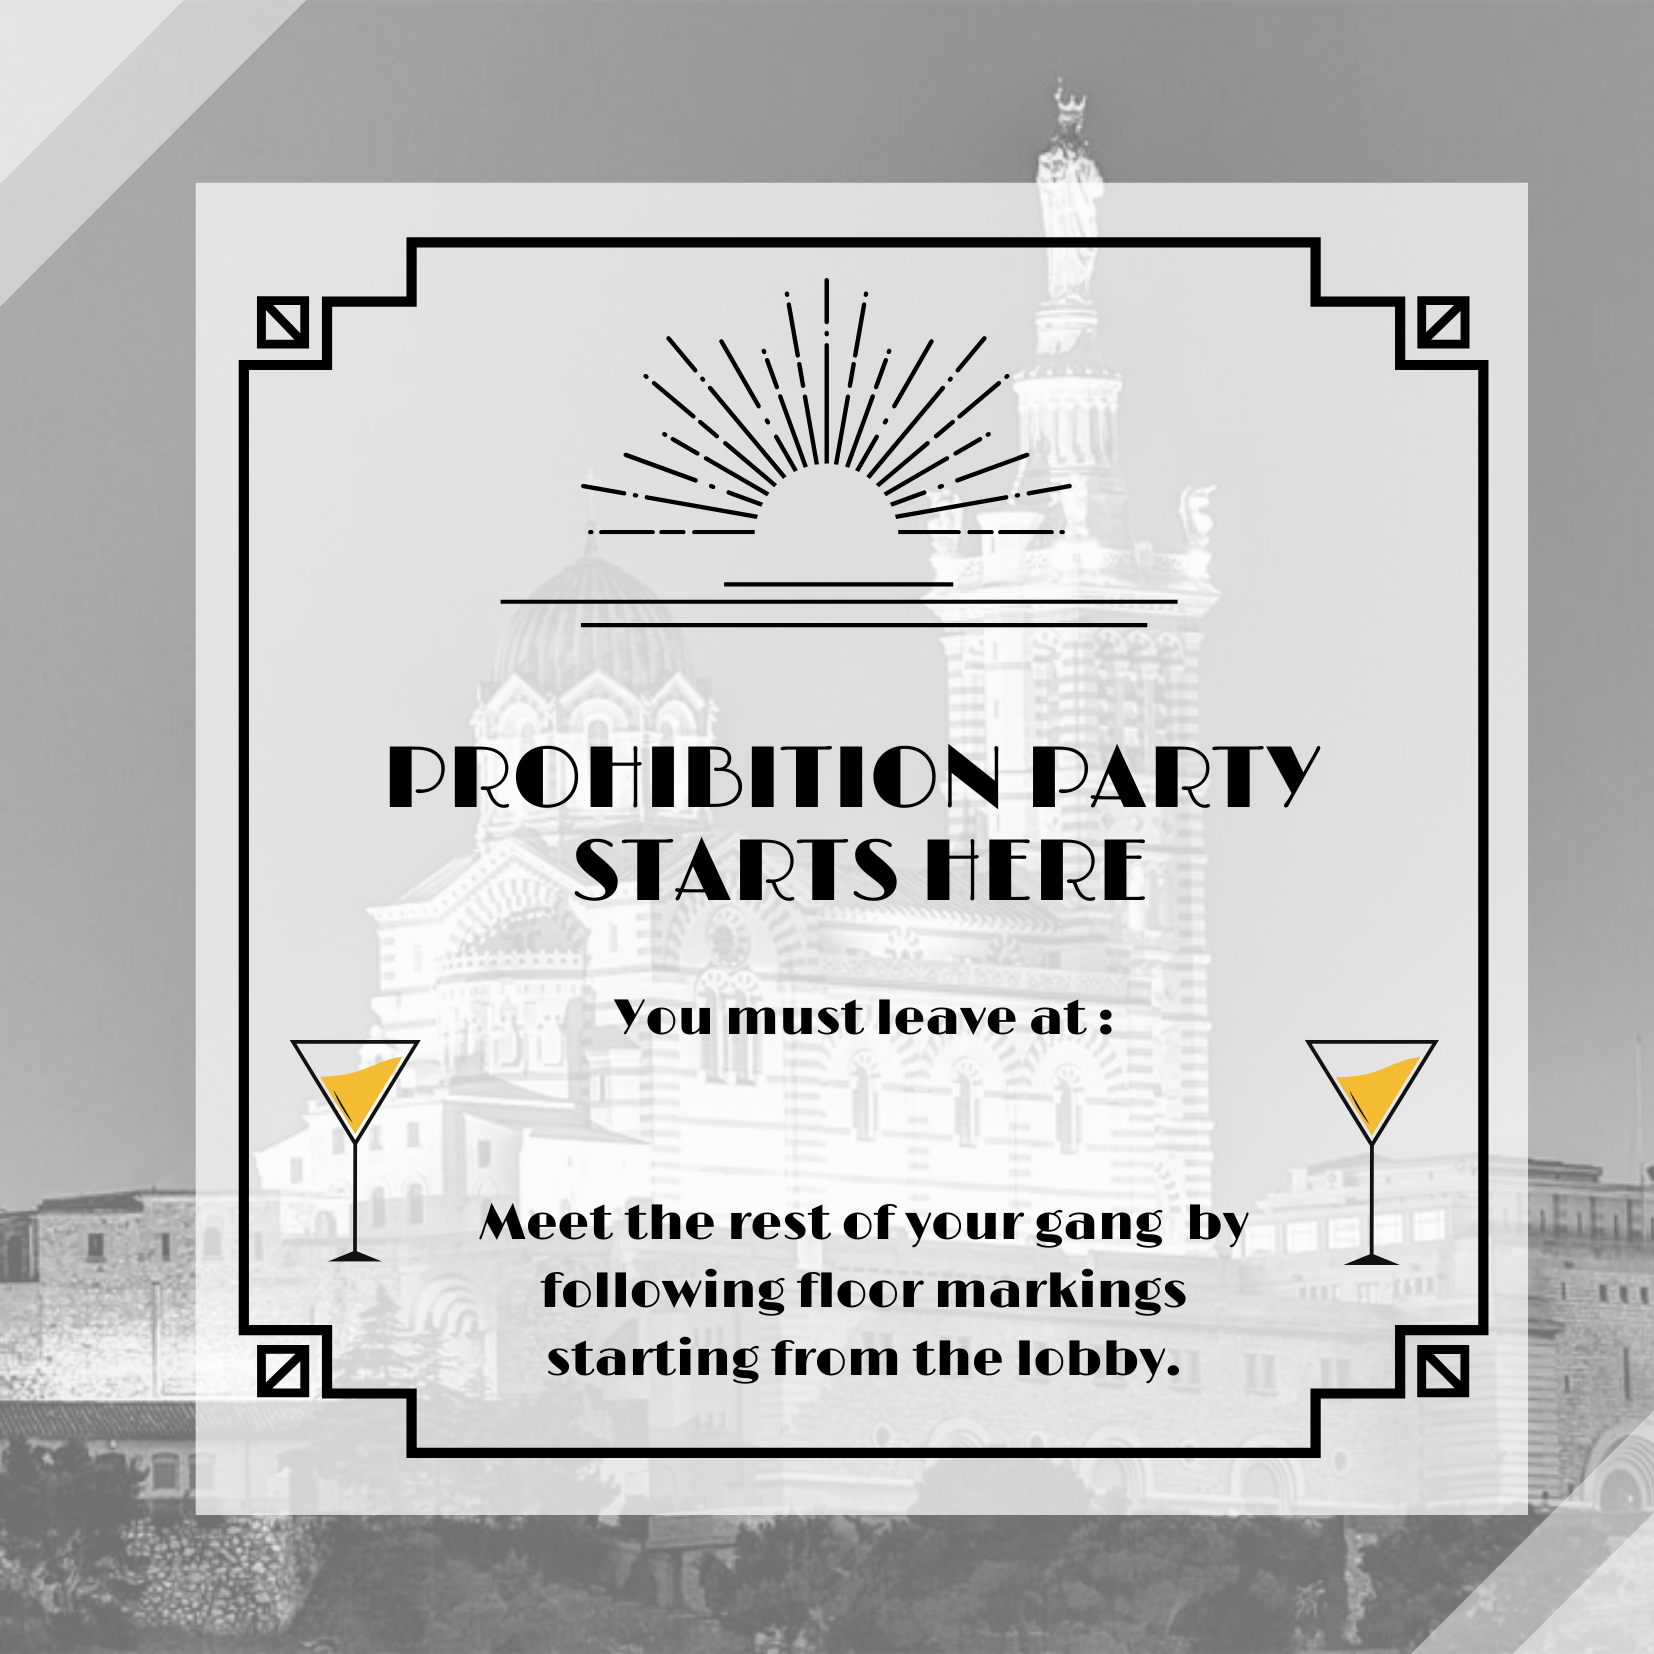 PROHIBITION PARTY
STARTS HERE
You must leave at :
Meet the rest of your gang  by
following floor markings
starting from the lobby.